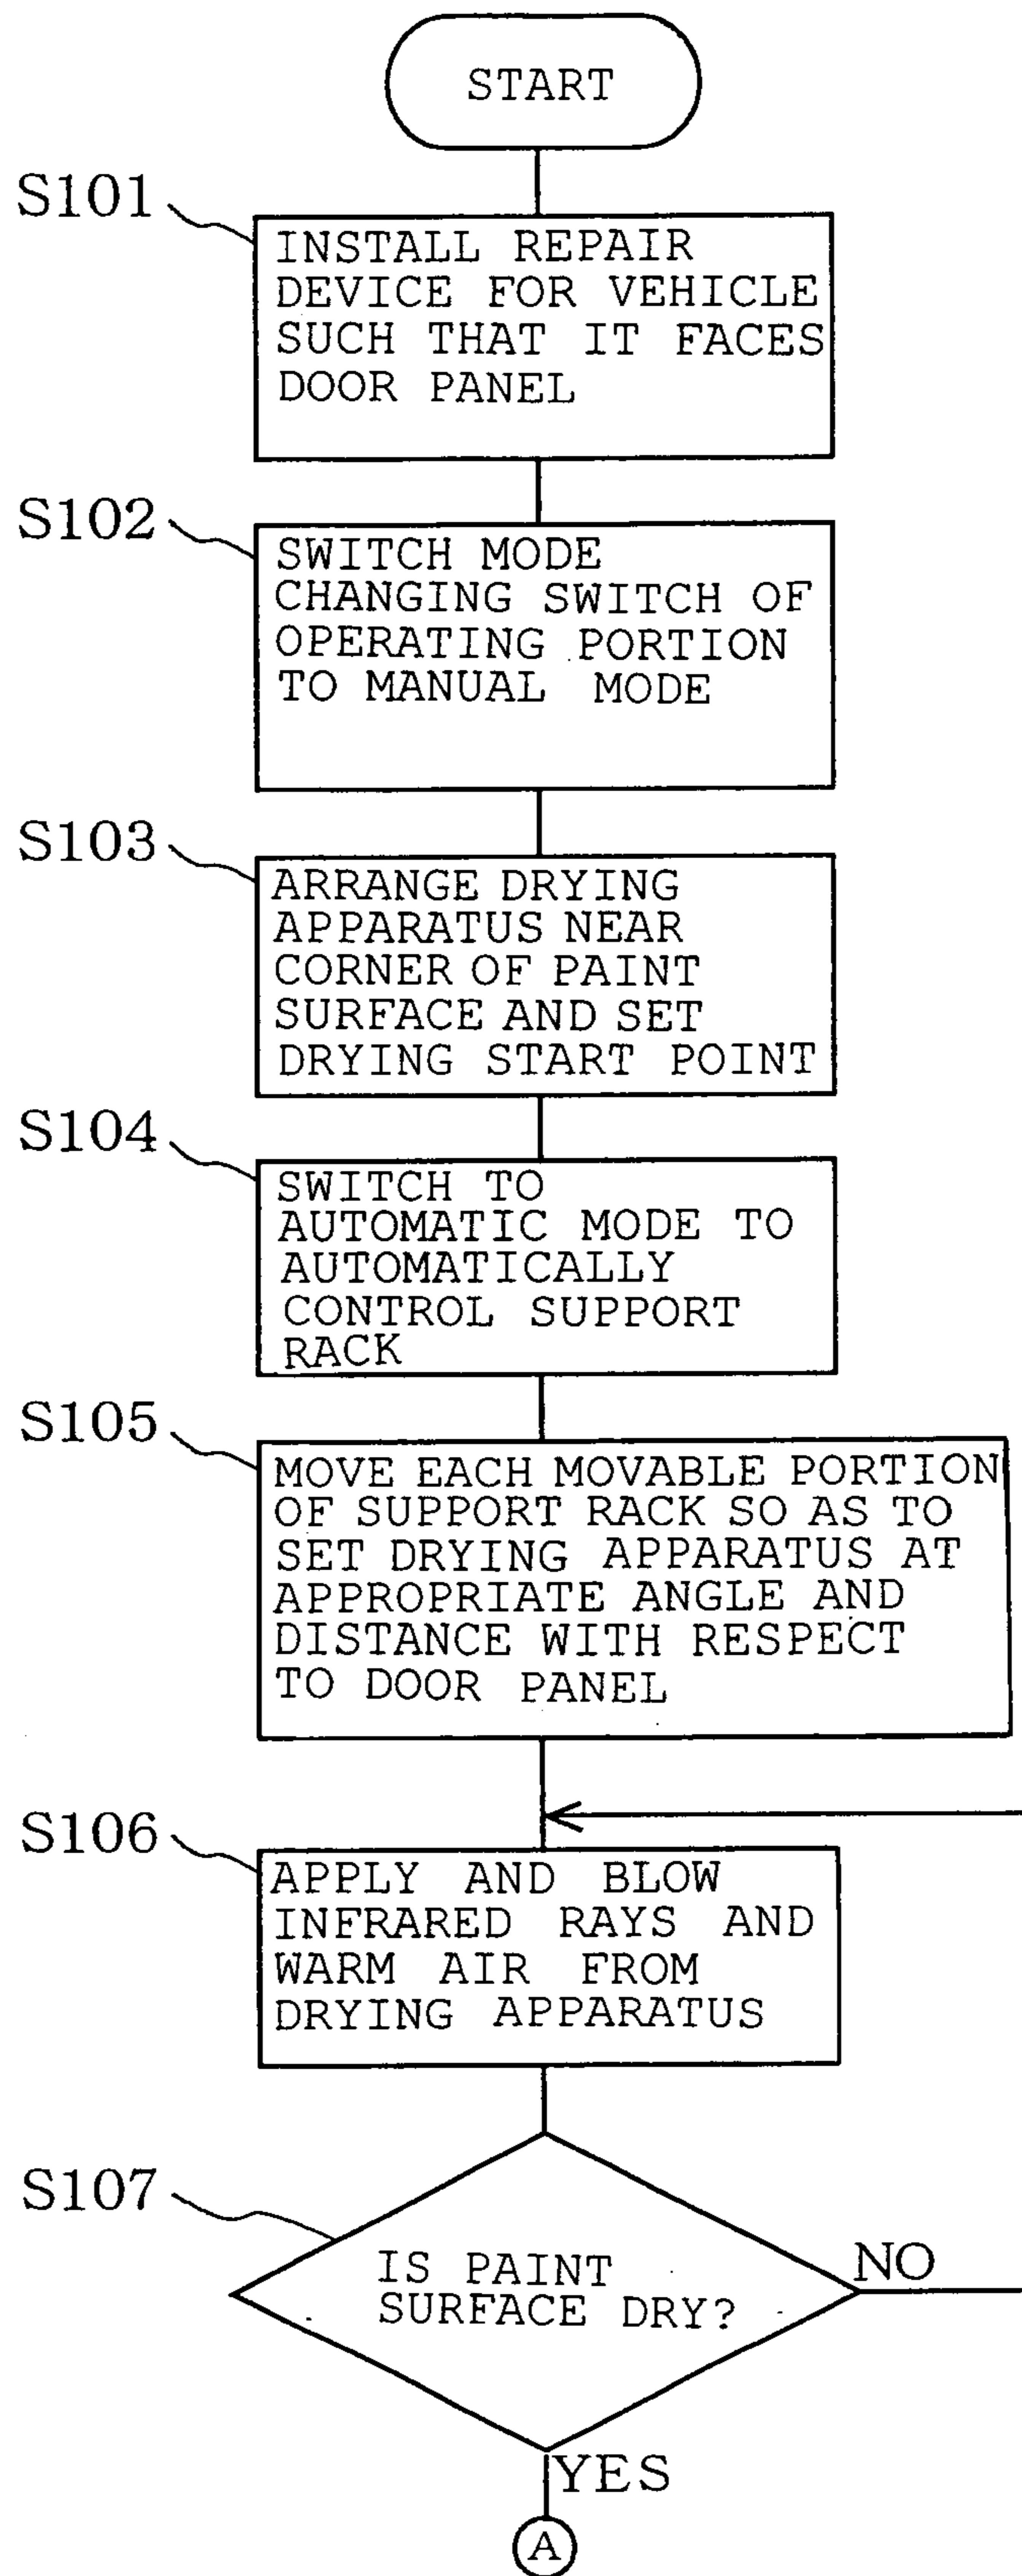 START
S101
INSTALL REPAIR
DEVICE FOR VEHICLE
SUCH THAT IT FACES
DOOR PANEL
S102
SWITCH MODE
CHANGING SWITCH OF
OPERATING PORTION
TO MANUAL MODE
S103
ARRANGE DRYING
APPARATUS NEAR
CORNER OF PAINT
SURFACE AND SET
DRYING START POINT
S104
SWITCH TO
AUTOMATIC MODE TO
AUTOMATICALLY
CONTROL SUPPORT
RACK
S105
MOVE EACH MOVABLE PORTION
OF SUPPORT RACK SO AS TO
SET DRYING APPARATUS AT
APPROPRIATE ANGLE AND
DISTANCE WITH RESPECT
TO DOOR PANEL
S106
APPLY AND BLOW
INFRARED RAYS AND
WARM AIR FROM
DRYING APPARATUS
S107
IS PAINT
SURFACE DRY?
NO
YES
A